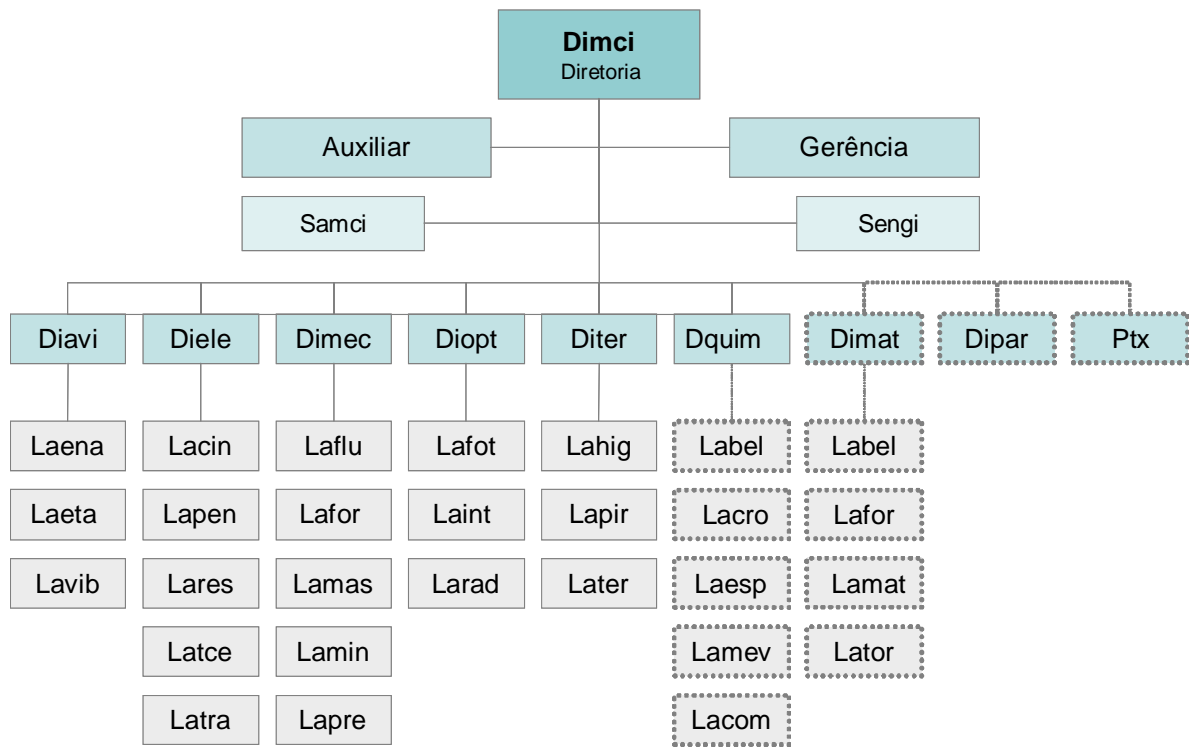 Dimci
Diretoria
Auxiliar
Gerência
Samci
Sengi
Diavi
Diele
Dimec
Diopt
Diter
Dquim
Dimat
Dipar
Ptx
Laena
Lacin
Laflu
Lafot
Lahig
Label
Label
Laeta
Lapen
Lafor
Laint
Lapir
Lacro
Lafor
Lavib
Lares
Lamas
Larad
Later
Laesp
Lamat
Latce
Lamin
Lamev
Lator
Latra
Lapre
Lacom